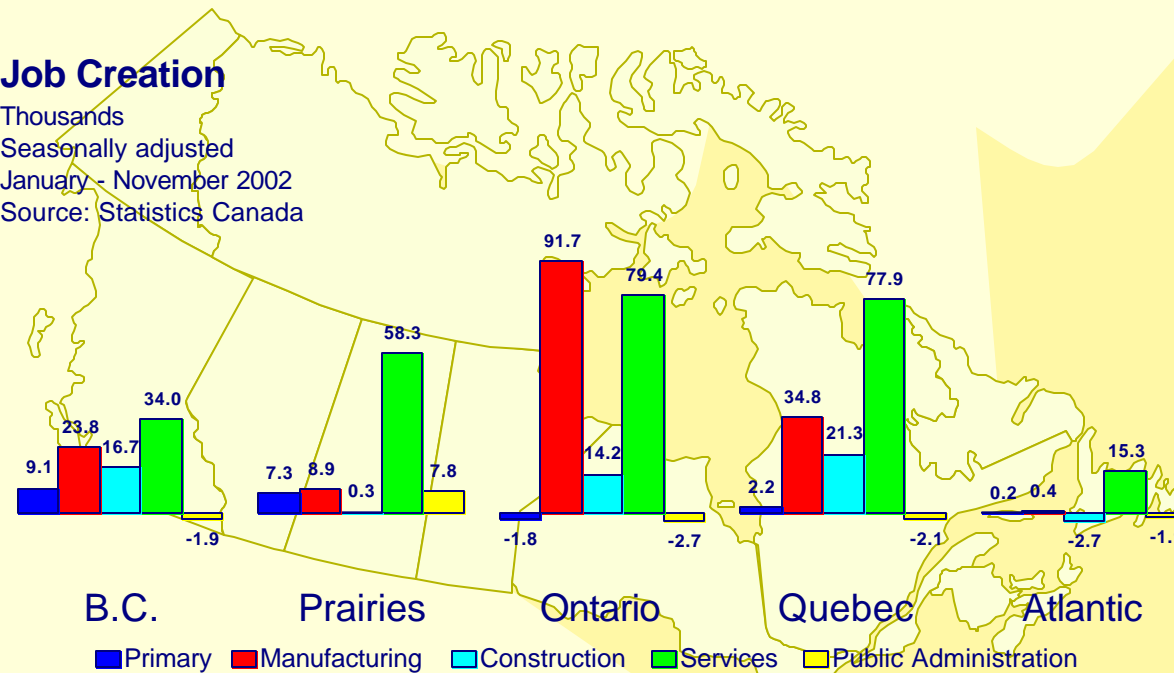 Job Creation
Thousands
Seasonally adjusted
January - November 2002
Source: Statistics Canada
9.1
23.8
16.7
34.0
-1.9
7.3
8.9
0.3
58.3
7.8
-1.8
91.7
14.2
79.4
-2.7
2.2
34.8
21.3
77.9
-2.1
0.2
0.4
-2.7
15.3
B.C.
Prairies
Ontario
Quebec
Atlantic
Primary
Manufacturing
Construction
Services
Public Administration